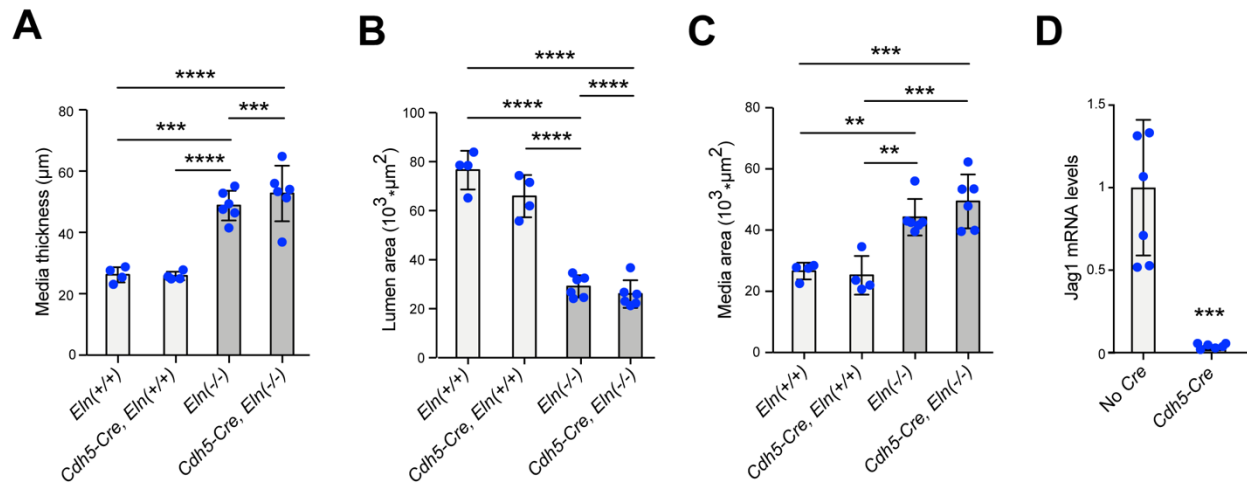 A
****
***
***
****
Media thickness (µm)
80
60
40
20
0
Eln(+/+)
Cdh5-Cre, Eln(+/+)
Eln(-/-)
Cdh5-Cre, Eln(-/-)
B
****
****
****
****
Lumen area (10³*µm²)
100
80
60
40
20
0
Eln(+/+)
Cdh5-Cre, Eln(+/+)
Eln(-/-)
Cdh5-Cre, Eln(-/-)
C
***
***
**
**
Media area (10³*µm²)
80
60
40
20
0
Eln(+/+)
Cdh5-Cre, Eln(+/+)
Eln(-/-)
Cdh5-Cre, Eln(-/-)
D
Jag1 mRNA levels
1.5
1
0.5
0
***
No Cre
Cdh5-Cre